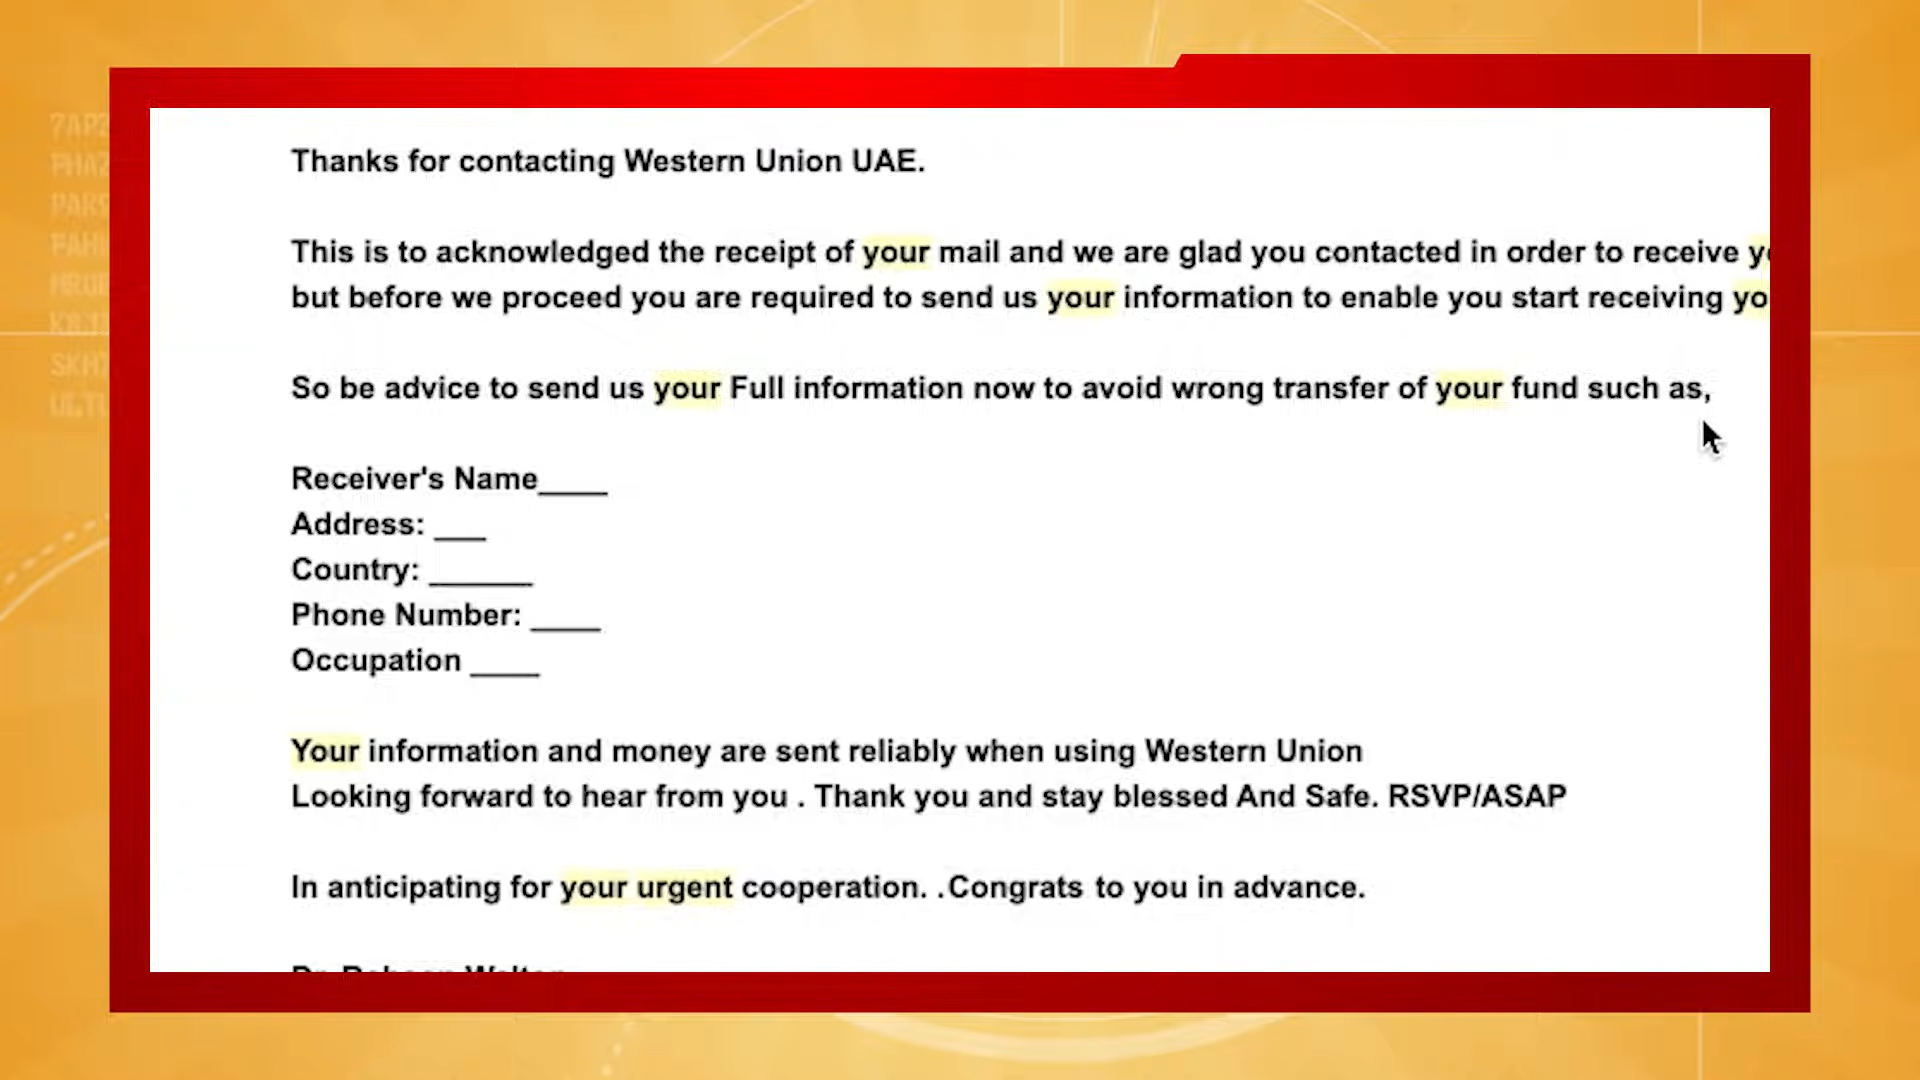 Thanks for contacting Western Union UAE.
This is to acknowledged the receipt of your mail and we are glad you contacted in order to receive
but before we proceed you are required to send us your information to enable you start receiving
So be advice to send us your Full information now to avoid wrong transfer of your fund such as,
Receiver's Name____
Address: ___
Country: ______
Phone Number: ____
Occupation ____
Your information and money are sent reliably when using Western Union
Looking forward to hear from you . Thank you and stay blessed And Safe. RSVP/ASAP
In anticipating for your urgent cooperation. .Congrats to you in advance.